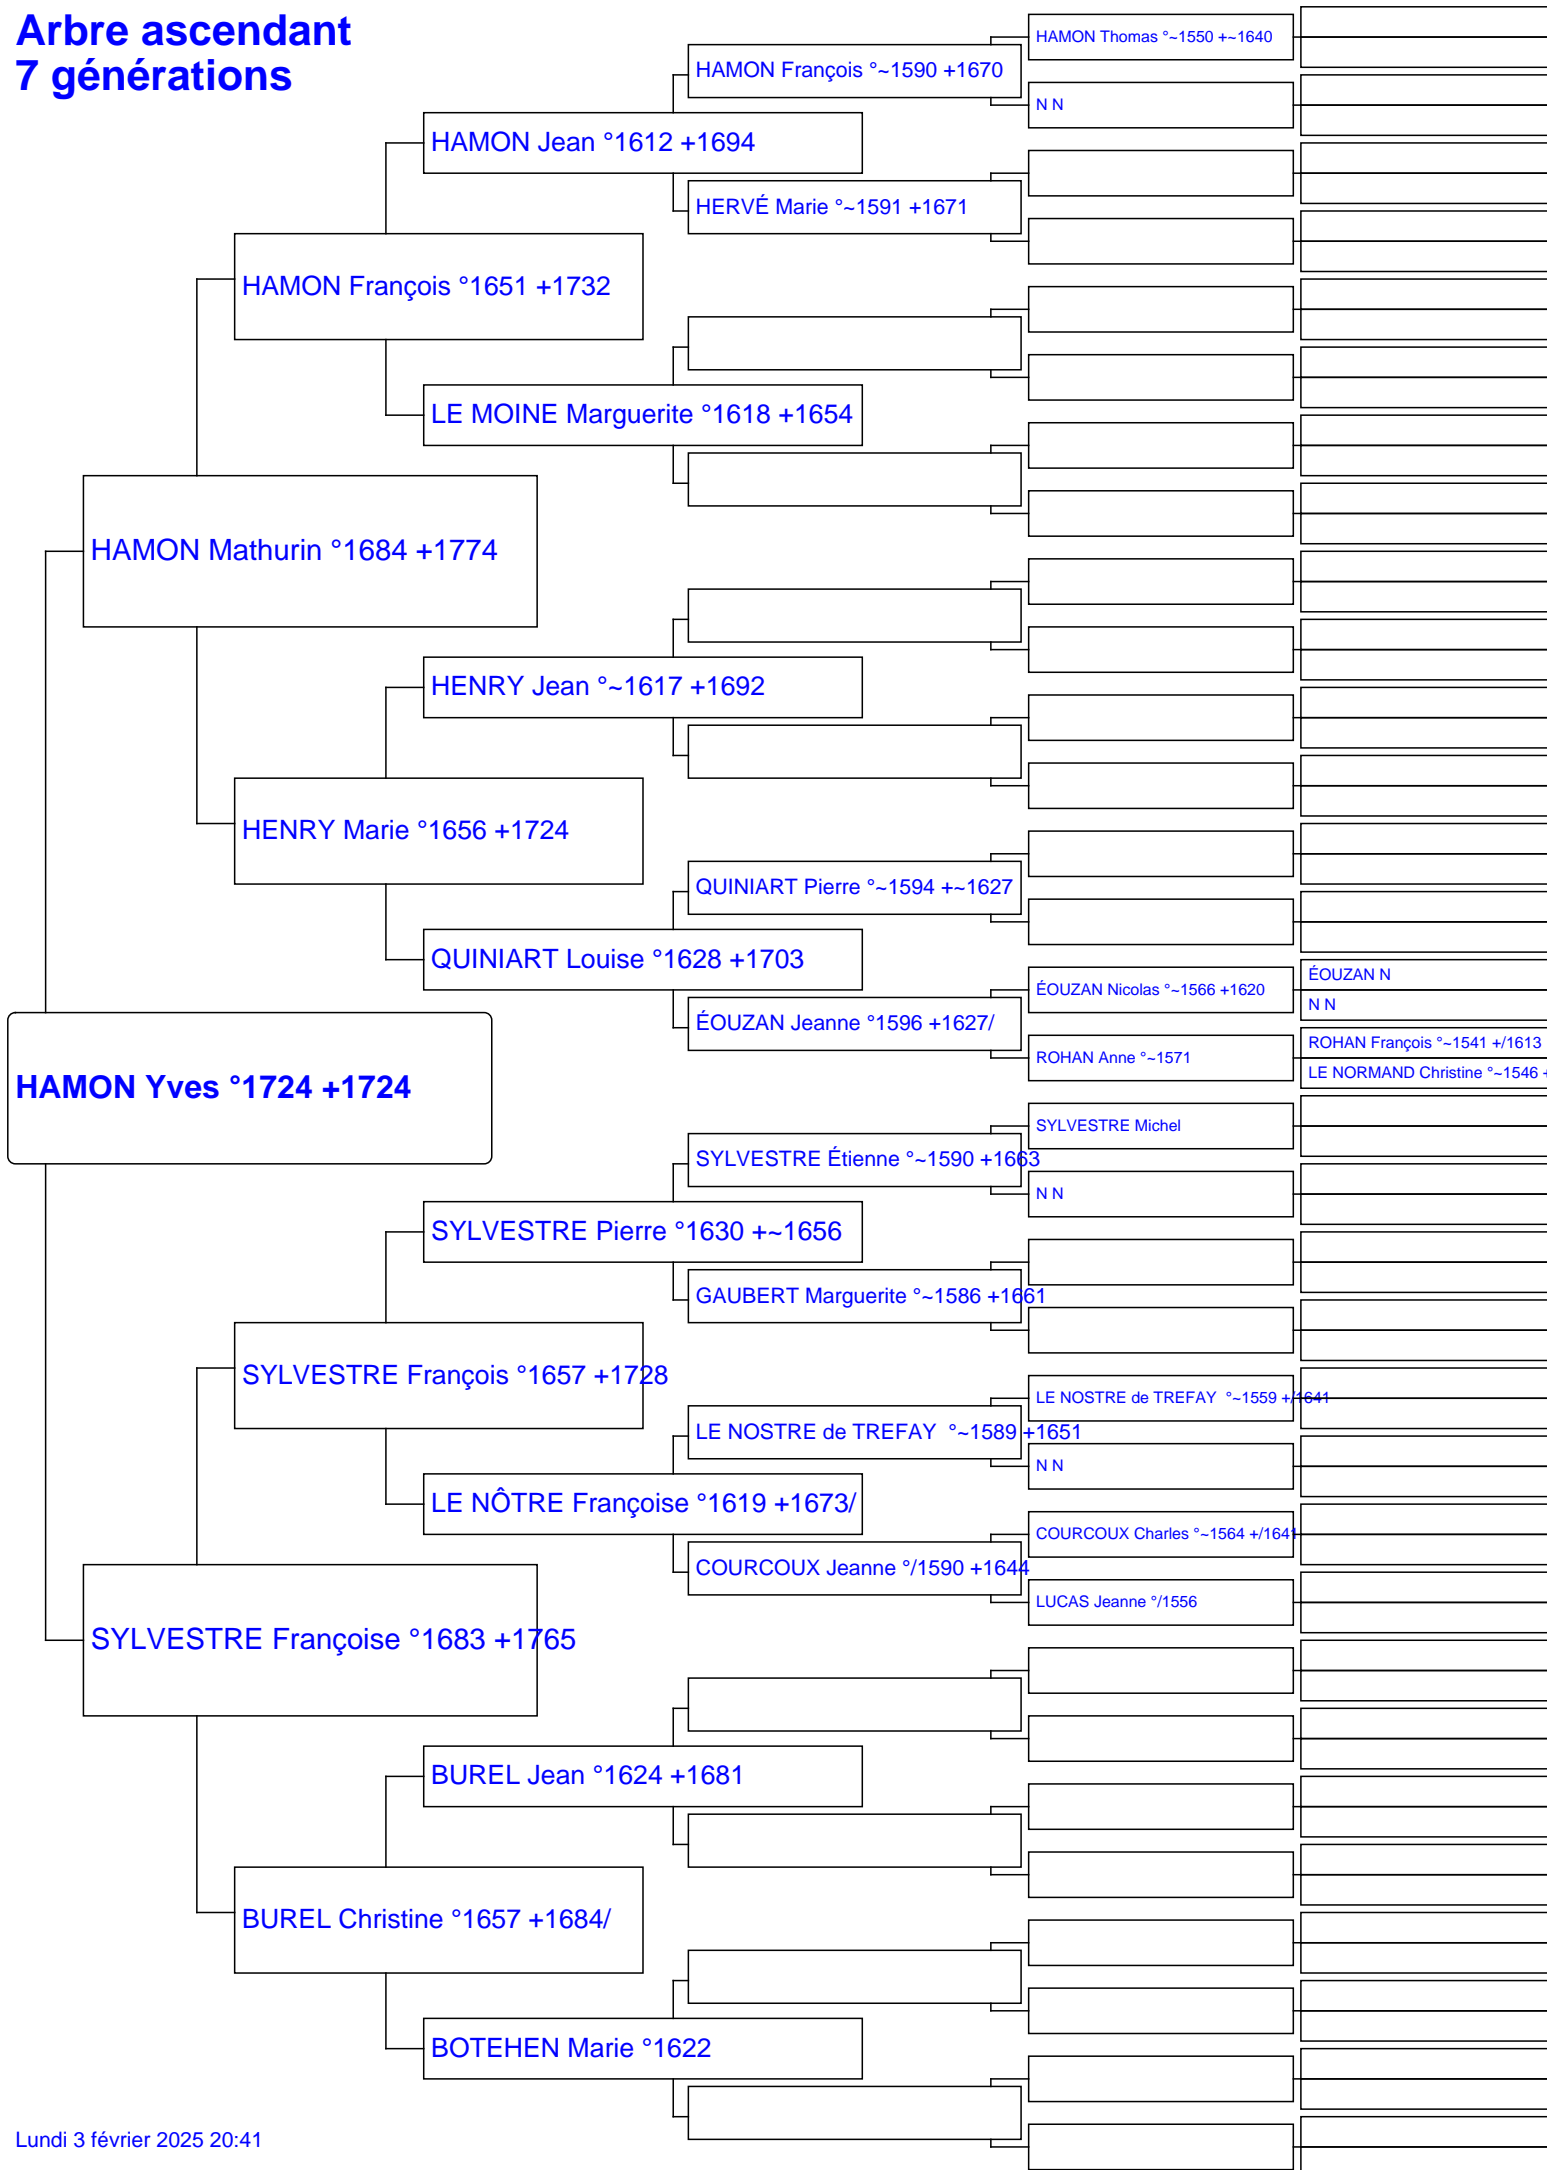 Arbre ascendant
7 générations
HAMON Thomas °~1550 +~1640
HAMON François °~1590 +1670
N N
HAMON Jean °1612 +1694
HERVÉ Marie °~1591 +1671
HAMON François °1651 +1732
LE MOINE Marguerite °1618 +1654
HAMON Mathurin °1684 +1774
HENRY Jean °~1617 +1692
HENRY Marie °1656 +1724
QUINIART Pierre °~1594 +~1627
QUINIART Louise °1628 +1703
ÉOUZAN N
ÉOUZAN Nicolas °~1566 +1620
N N
ÉOUZAN Jeanne °1596 +1627/
ROHAN François °~1541 +/1613
ROHAN Anne °~1571
LE NORMAND Christine °~1546 +
HAMON Yves °1724 +1724
SYLVESTRE Michel
SYLVESTRE Étienne °~1590 +1663
N N
SYLVESTRE Pierre °1630 +~1656
GAUBERT Marguerite °~1586 +1661
SYLVESTRE François °1657 +1728
LE NOSTRE de TREFAY °~1559 +/1641
LE NOSTRE de TREFAY °~1589 +1651
N N
LE NÔTRE Françoise °1619 +1673/
COURCOUX Charles °~1564 +/1641
COURCOUX Jeanne °/1590 +1644
LUCAS Jeanne °/1556
SYLVESTRE Françoise °1683 +1765
BUREL Jean °1624 +1681
BUREL Christine °1657 +1684/
BOTEHEN Marie °1622
Lundi 3 février 2025 20:41